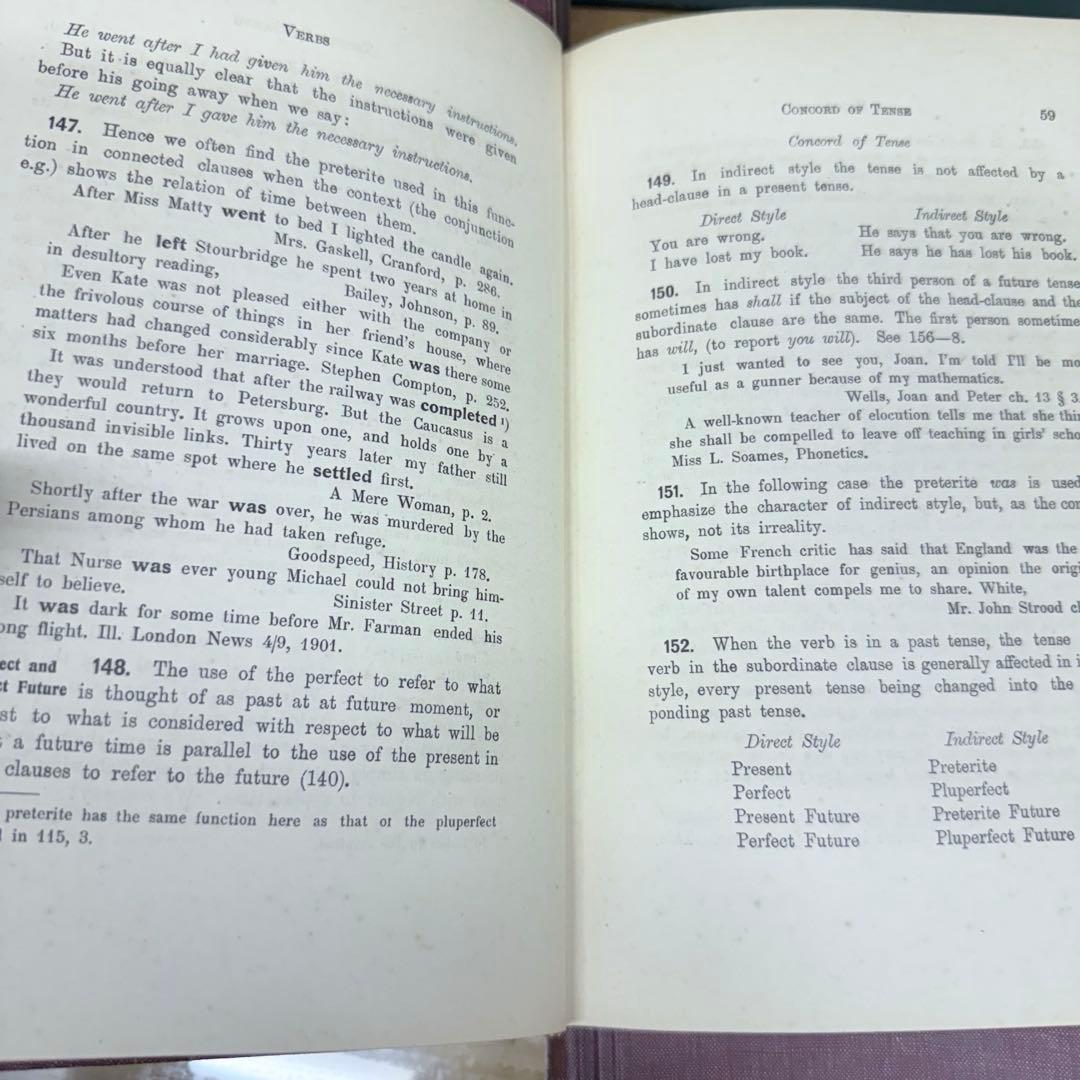 VERBS
He went after I had given him the necessary instructions.
But it is equally clear that the instructions were given
before his going away when we say:
He went after I gave him the necessary instructions.
147. Hence we often find the preterite used in this func-
tion in connected clauses when the context (the conjunction
e.g.) shows the relation of time between them.
After Miss Matty went to bed I lighted the candle again.
Mrs. Gaskell, Cranford, p. 286.
After he left Stourbridge he spent two years at home in
in desultory reading,
Bailey, Johnson, p. 89.
Even Kate was not pleased either with the company or
the frivolous course of things in her friend's house, where
matters had changed considerably since Kate was there some
six months before her marriage. Stephen Compton, p. 252.
It was understood that after the railway was completed ¹)
they would return to Petersburg. But the Caucasus is a
wonderful country. It grows upon one, and holds one by a
thousand invisible links. Thirty years later my father still
lived on the same spot where he settled first.
A Mere Woman, p. 2.
Shortly after the war was over, he was murdered by the
Persians among whom he had taken refuge.
Goodspeed, History p. 178.
That Nurse was ever young Michael could not bring him-
self to believe.
Sinister Street p. 11.
It was dark for some time before Mr. Farman ended his
ong flight. Ill. London News 4/9, 1901.
ect and 148. The use of the perfect to refer to what
ct Future is thought of as past at at future moment, or
st to what is considered with respect to what will be
a future time is parallel to the use of the present in
clauses to refer to the future (140).
preterite has the same function here as that of the pluperfect
in 115, 3.
CONCORD OF TENSE 59
Concord of Tense
149. In indirect style the tense is not affected by a
head-clause in a present tense.
Direct Style Indirect Style
You are wrong. He says that you are wrong.
I have lost my book. He says he has lost his book.
150. In indirect style the third person of a future tense
sometimes has shall if the subject of the head-clause and the
subordinate clause are the same. The first person sometime
has will, (to report you will). See 156—8.
I just wanted to see you, Joan. I'm told I'll be mo
useful as a gunner because of my mathematics.
Wells, Joan and Peter ch. 13 § 3.
A well-known teacher of elocution tells me that she thin
she shall be compelled to leave off teaching in girls' scho
Miss L. Soames, Phonetics.
151. In the following case the preterite was is used
emphasize the character of indirect style, but, as the con
shows, not its irreality.
Some French critic has said that England was the
favourable birthplace for genius, an opinion the origi
of my own talent compels me to share. White,
Mr. John Strood ch
152. When the verb is in a past tense, the tense
verb in the subordinate clause is generally affected in i
style, every present tense being changed into the
ponding past tense.
Direct Style Indirect Style
Present Preterite
Perfect Pluperfect
Present Future Preterite Future
Perfect Future Pluperfect Future